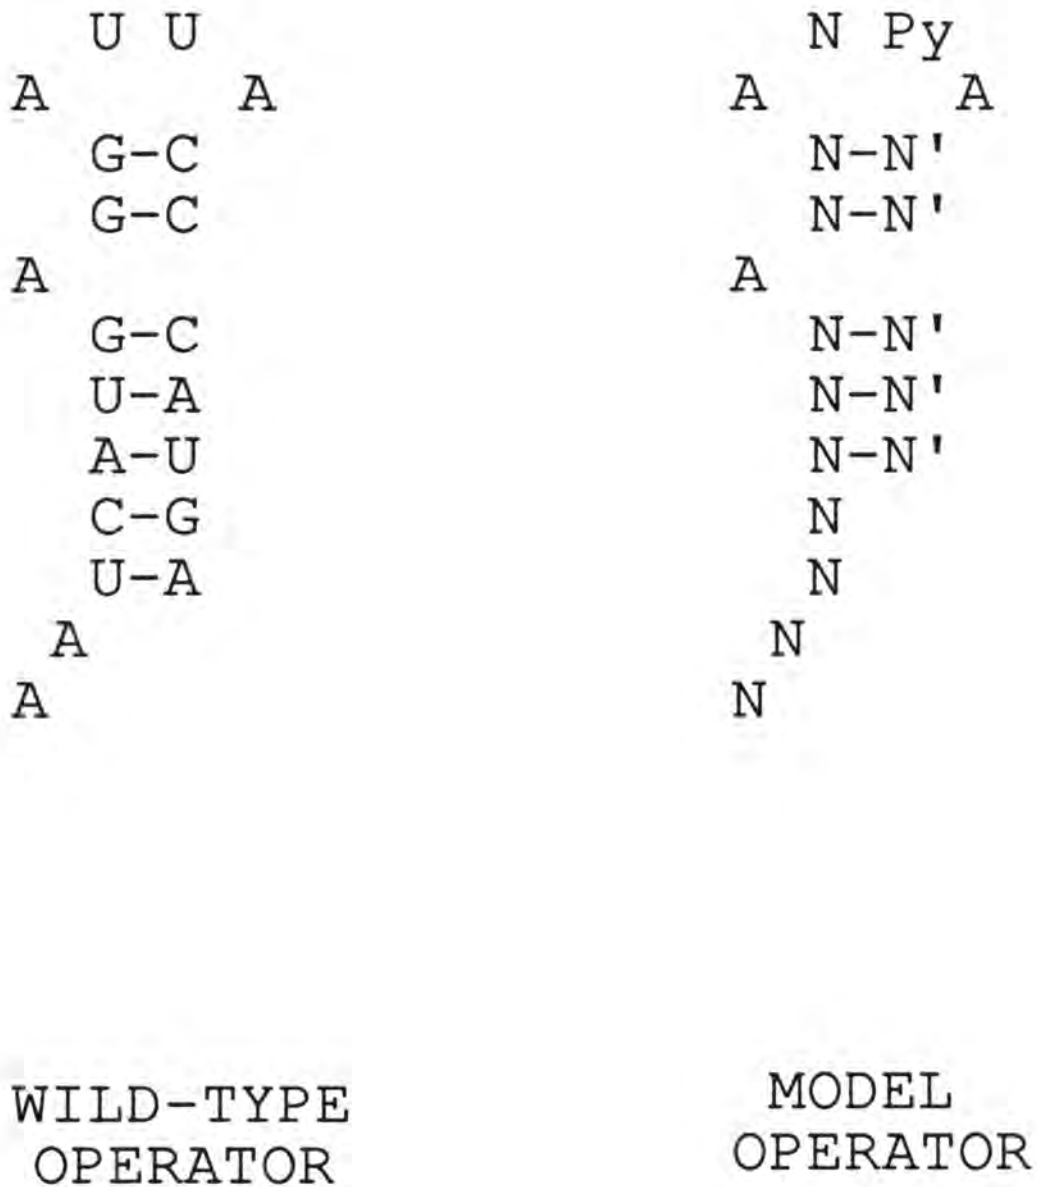 U U N Py
A A A A
G-C N-N'
G-C N-N'
A A
G-C N-N'
U-A N-N'
A-U N-N'
C-G N
U-A N
A N
A N
WILD-TYPE MODEL
OPERATOR OPERATOR